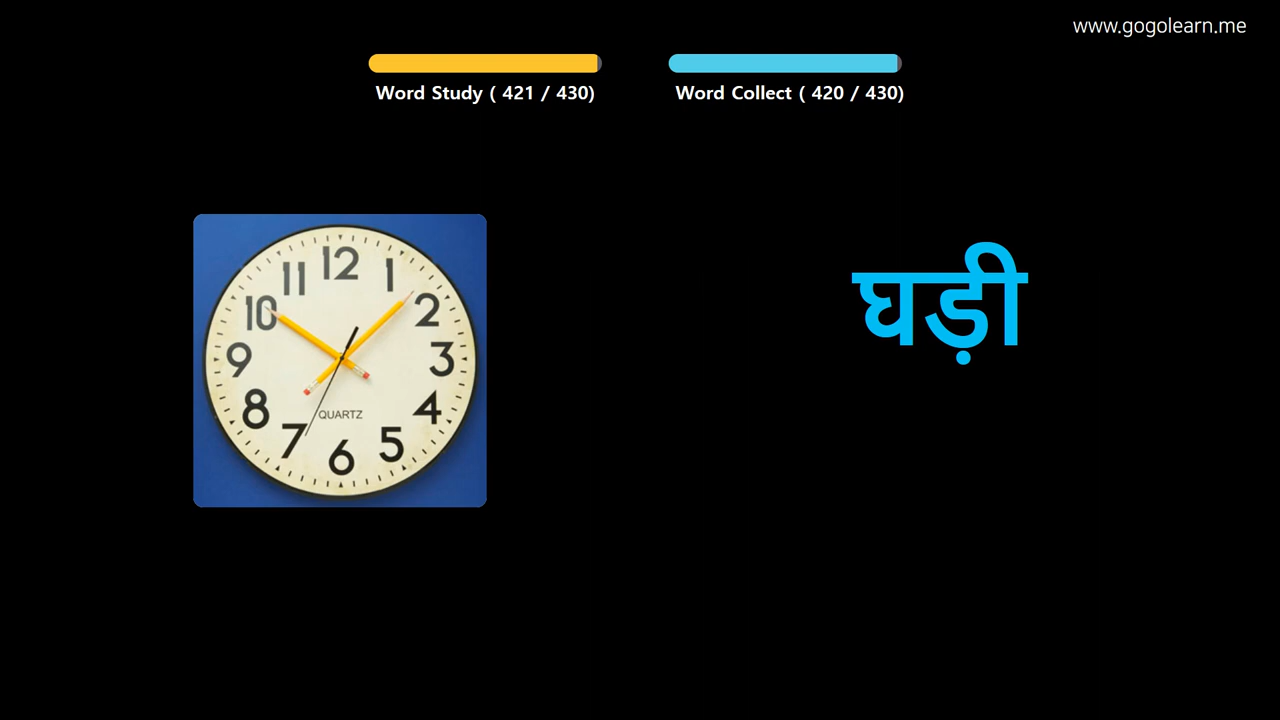 www.gogolearn.me
Word Study ( 421 / 430)
Word Collect ( 420 / 430)
12
11
1
10
2
9
3
8
4
7
5
6
QUARTZ
घड़ी